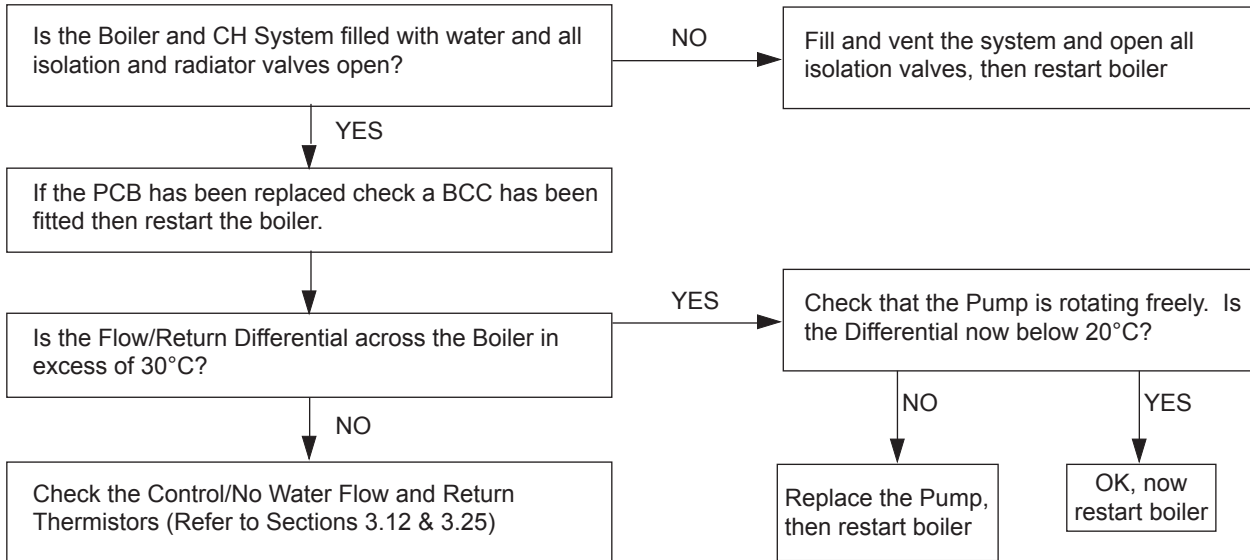 Is the Boiler and CH System filled with water and all
isolation and radiator valves open?
NO
Fill and vent the system and open all
isolation valves, then restart boiler
YES
If the PCB has been replaced check a BCC has been
fitted then restart the boiler.
Is the Flow/Return Differential across the Boiler in
excess of 30°C?
YES
Check that the Pump is rotating freely.  Is
the Differential now below 20°C?
NO
Check the Control/No Water Flow and Return
Thermistors (Refer to Sections 3.12 & 3.25)
NO
Replace the Pump,
then restart boiler
YES
OK, now
restart boiler